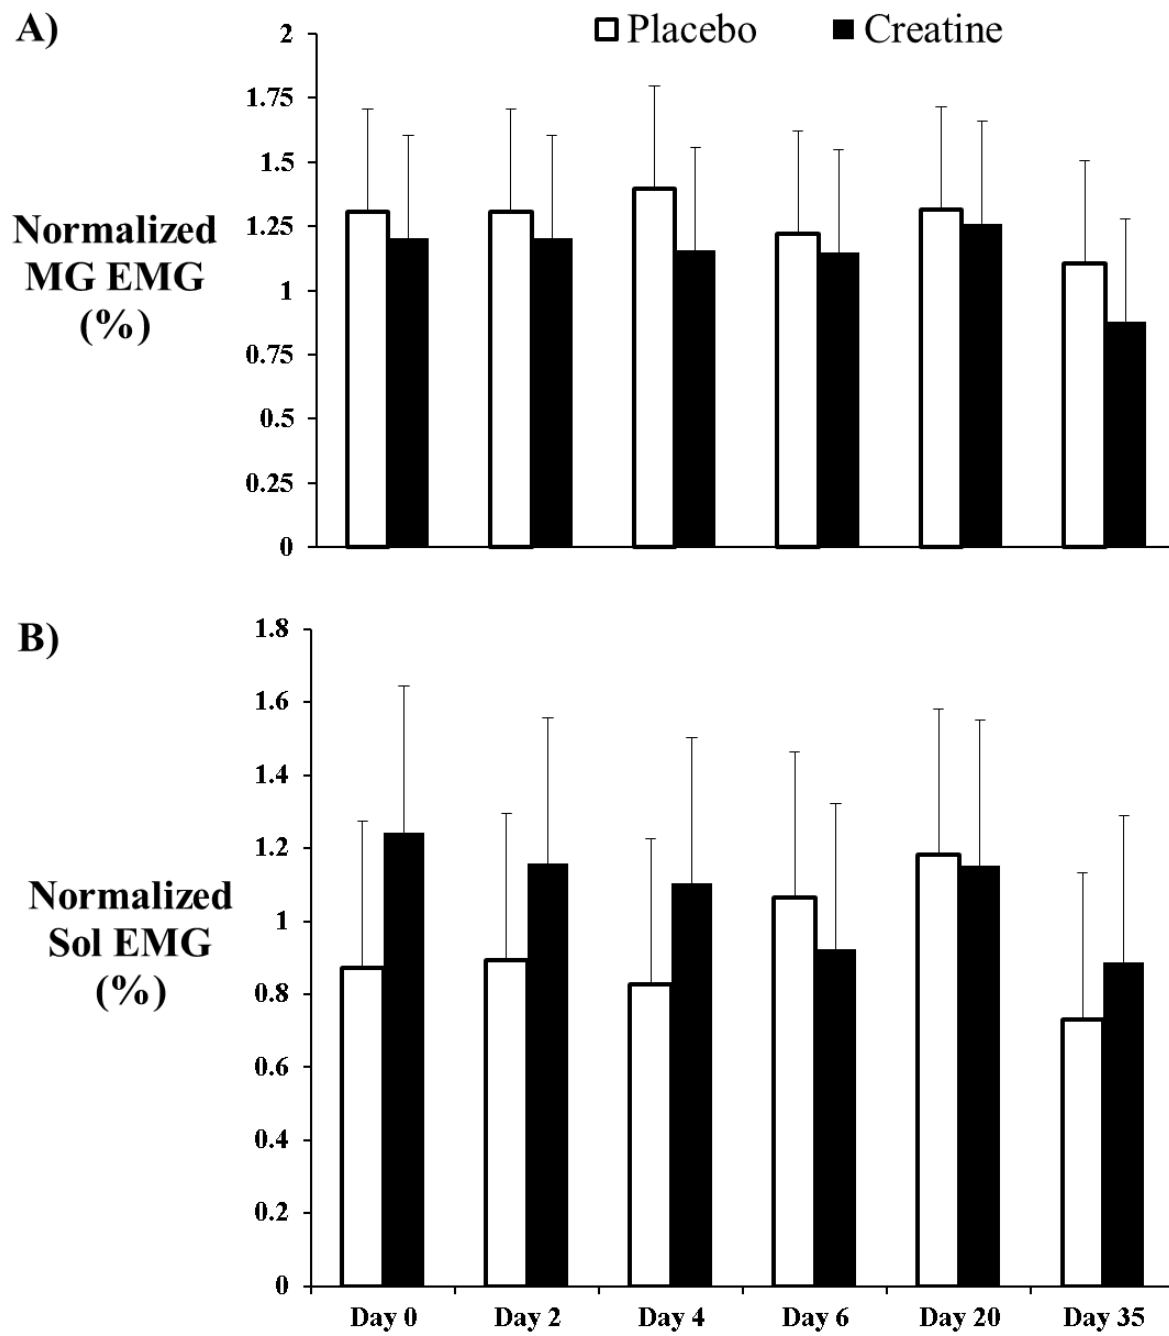 A)
Placebo
Creatine
2
1.75
1.5
1.25
1
0.75
0.5
0.25
0
Normalized
MG EMG
(%)
B)
1.8
1.6
1.4
1.2
1
0.8
0.6
0.4
0.2
0
Normalized
Sol EMG
(%)
Day 0 Day 2 Day 4 Day 6 Day 20 Day 35